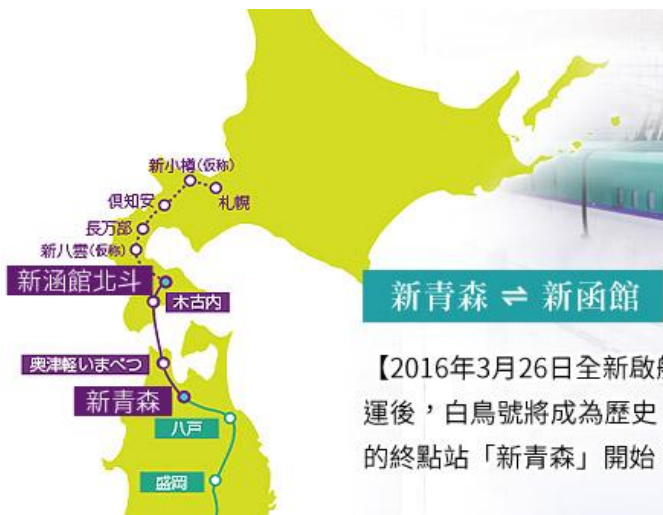 新小樽(仮称)
倶知安
札幌
長万部
新八雲(仮称)
新涵館北斗
木古内
新青森 ⇌ 新函館
奥津軽いまべつ
新青森
八戸
盛岡
【2016年3月26日全新啟航
運後，白鳥號將成為歷史
的終點站「新青森」開始